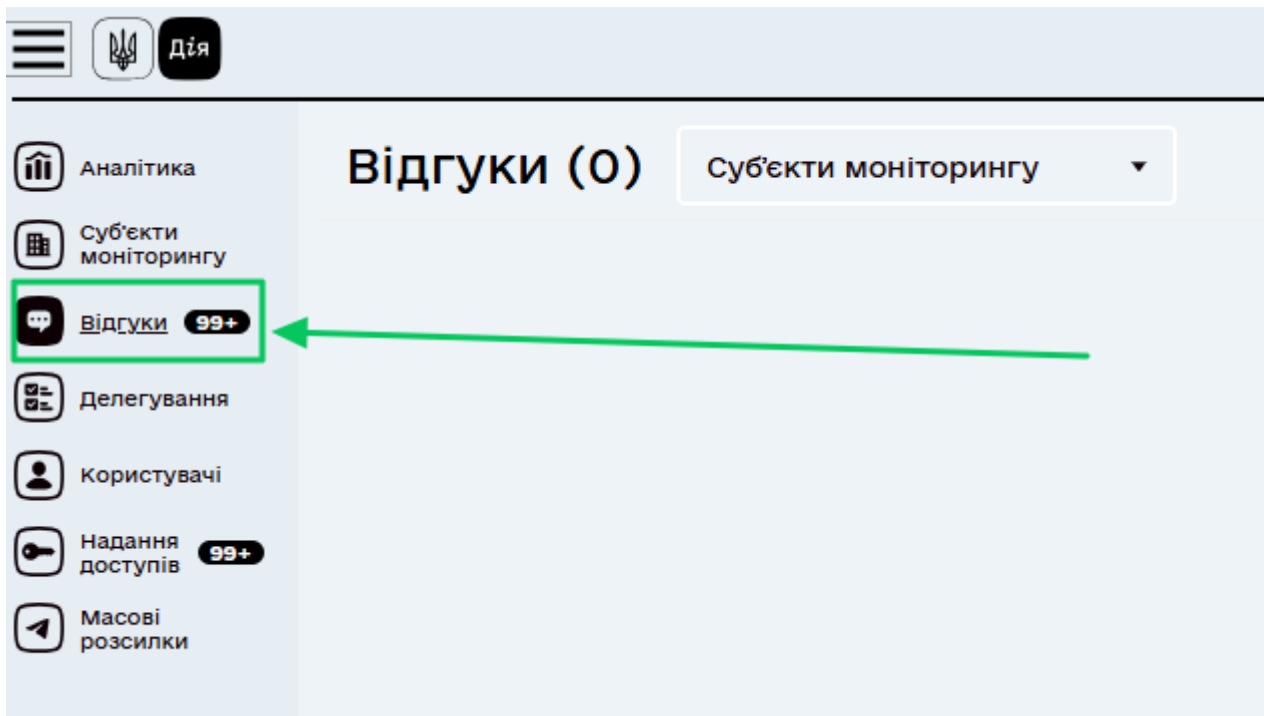 Дія
Відгуки (0)
Суб'єкти моніторингу
Аналітика
Суб'єкти
моніторингу
Відгуки 99+
Делегування
Користувачі
Надання
доступів 99+
Масові
розсилки